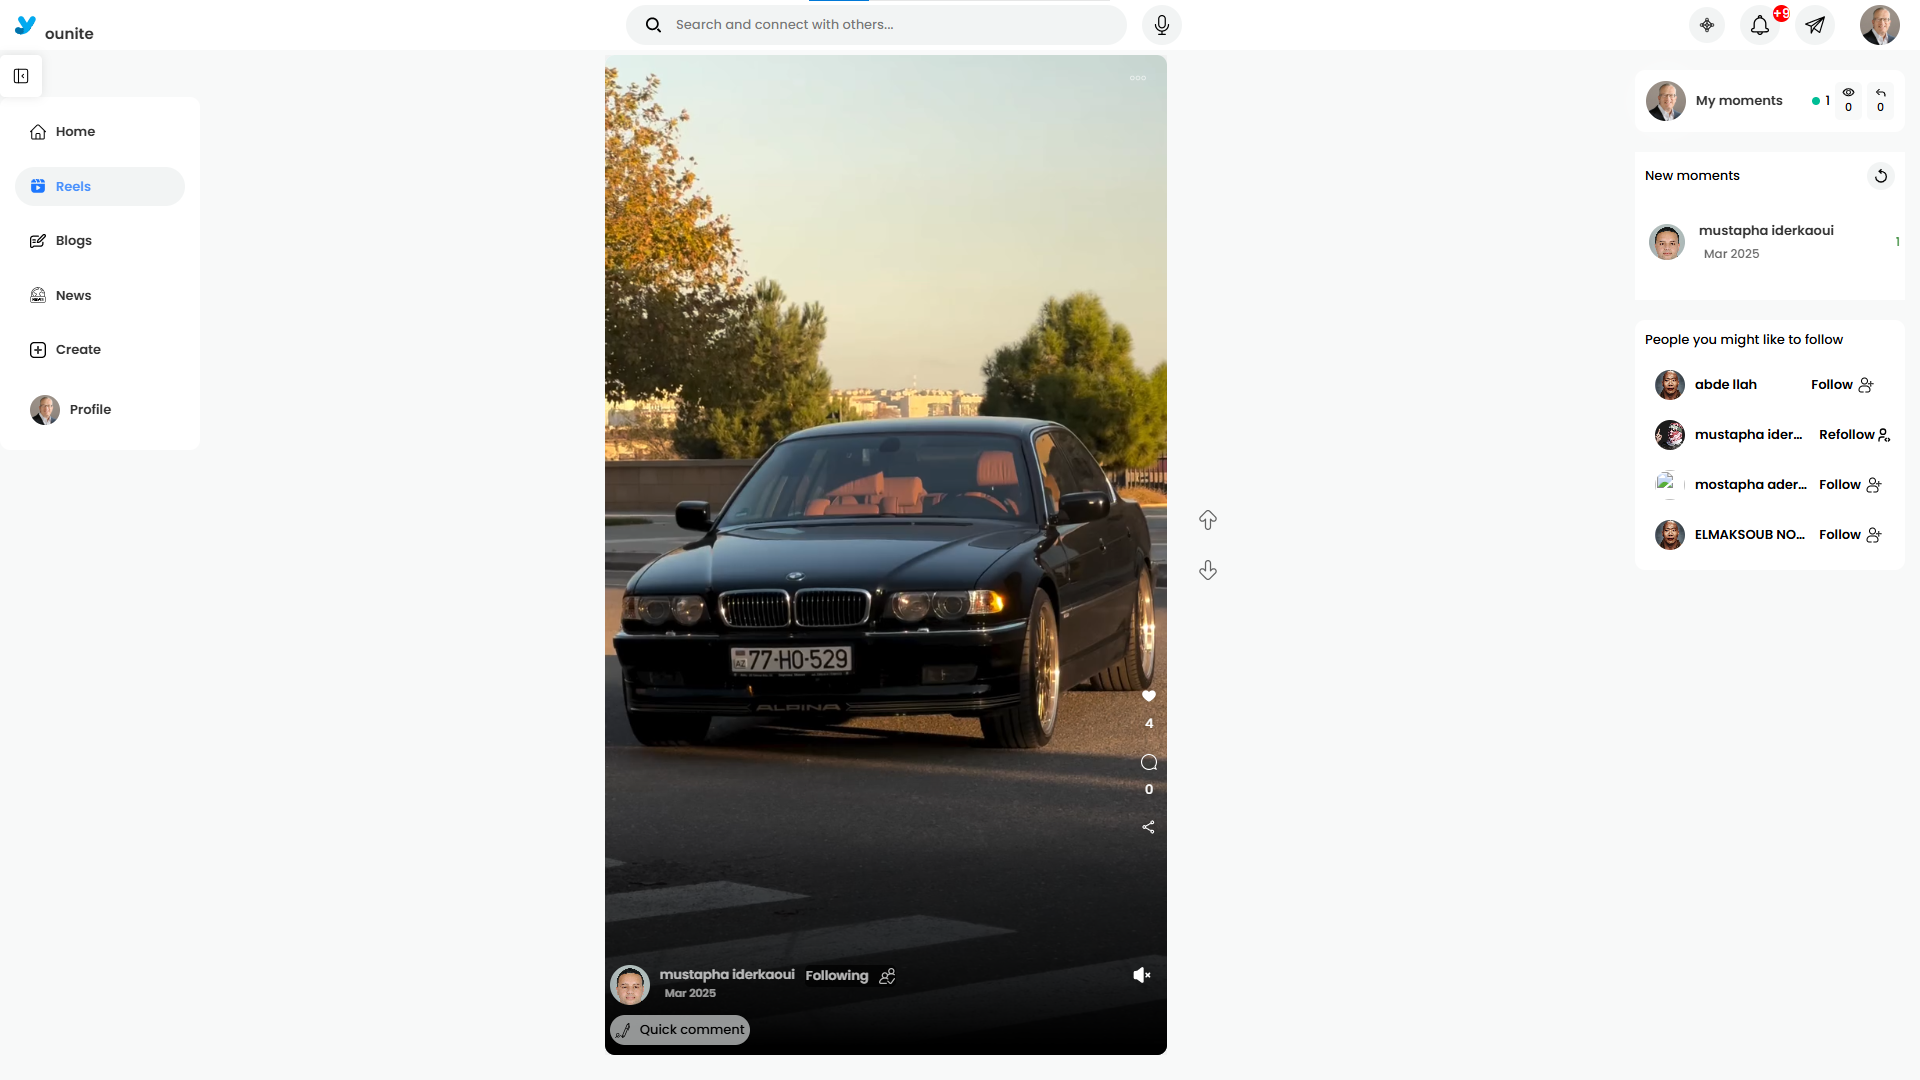 ounite
Search and connect with others...
+9
Home
Reels
Blogs
News
Create
Profile
AZ 77-HO-529
ALPINA
4
0
mustapha iderkaoui Following
Mar 2025
Quick comment
My moments 1 0 0
New moments
mustapha iderkaoui
Mar 2025
1
People you might like to follow
abde llah Follow
mustapha ider... Refollow
mostapha ader... Follow
ELMAKSOUB NO... Follow